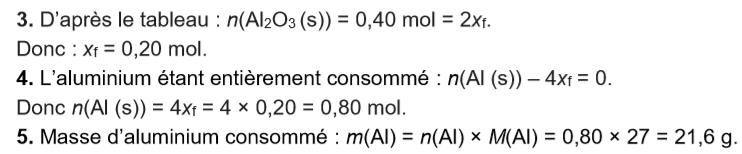 3. D'après le tableau : n(Al₂O₃ (s)) = 0,40 mol = 2xf.
Donc : xf = 0,20 mol.
4. L'aluminium étant entièrement consommé : n(Al (s)) – 4xf = 0.
Donc n(Al (s)) = 4xf = 4 × 0,20 = 0,80 mol.
5. Masse d'aluminium consommé : m(Al) = n(Al) × M(Al) = 0,80 × 27 = 21,6 g.